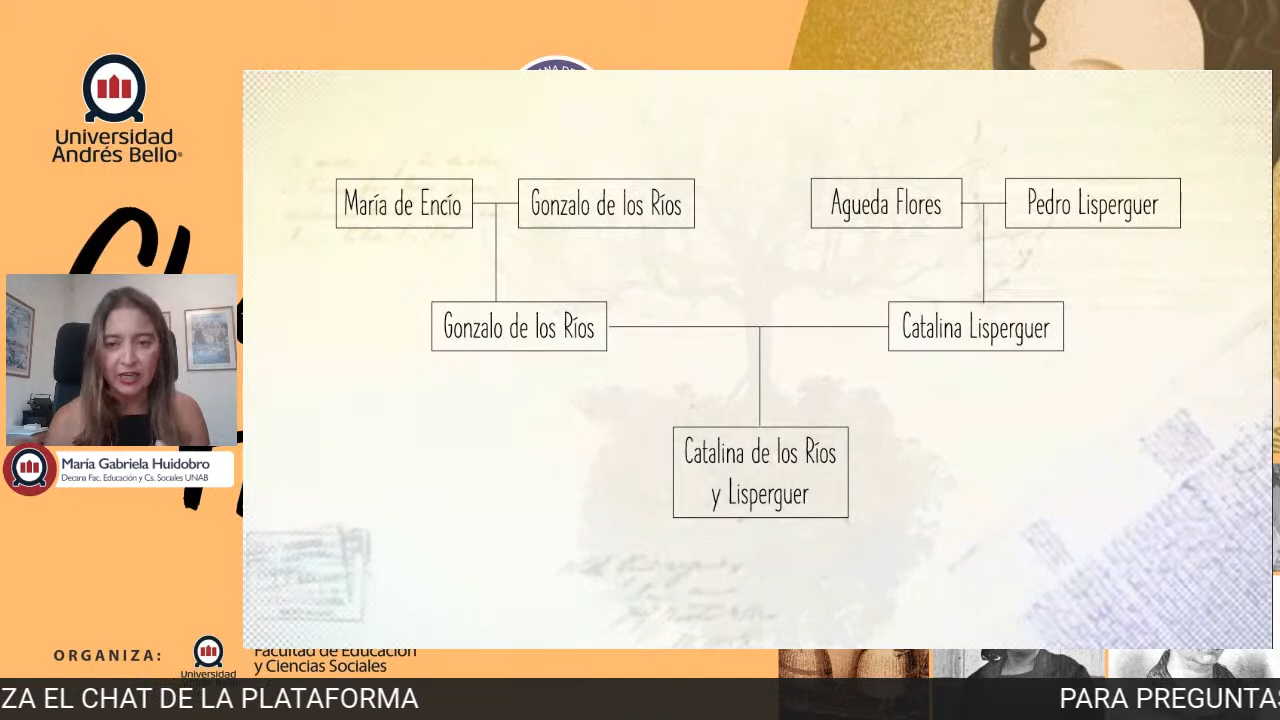 Universidad
Andrés Bello
María de Encío
Gonzalo de los Ríos
Agueda Flores
Pedro Lisperguer
Gonzalo de los Ríos
Catalina Lisperguer
Catalina de los Ríos
y Lisperguer
María Gabriela Huidobro
Decana Fac. Educación y Cs. Sociales UNAB
ORGANIZA:
Universidad
Facultad de Educación
y Ciencias Sociales
ZA EL CHAT DE LA PLATAFORMA
PARA PREGUNTAS